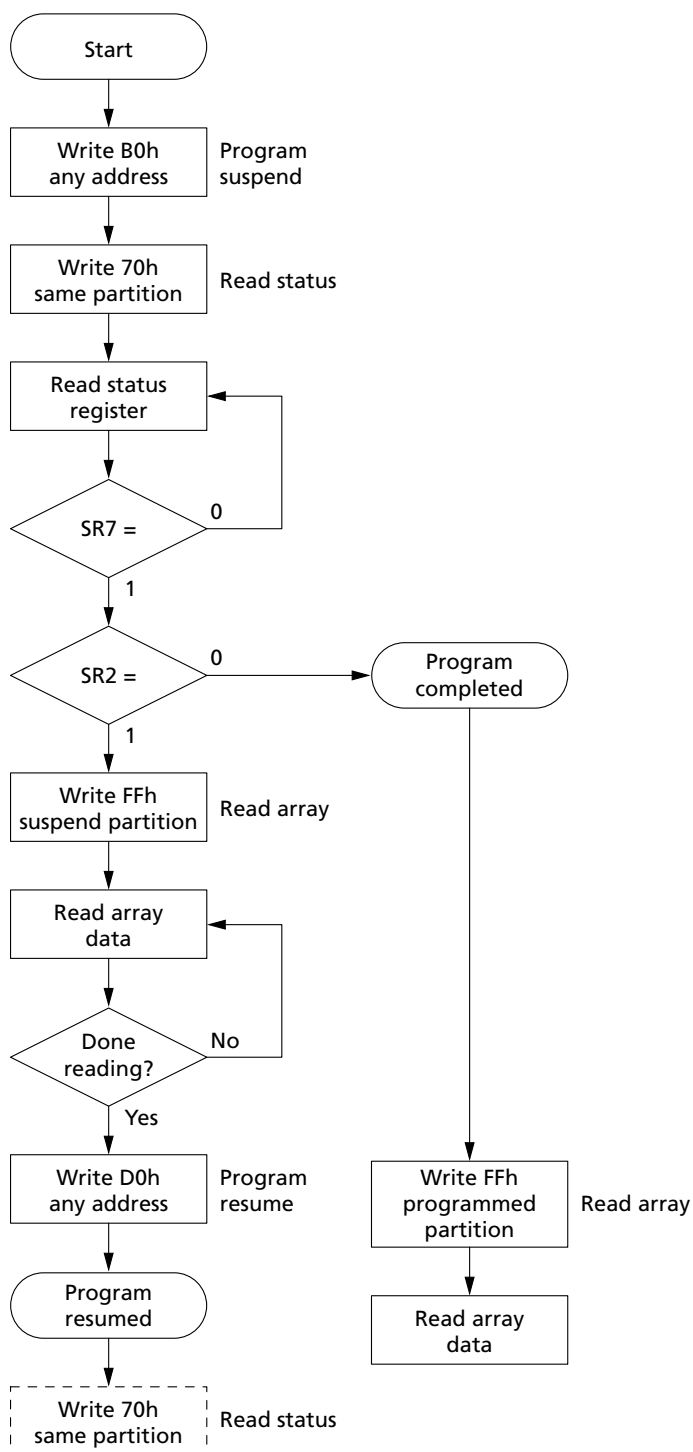 Start
Write B0h
any address
Program
suspend
Write 70h
same partition
Read status
Read status
register
SR7 =
0
1
SR2 =
0
Program
completed
1
Write FFh
suspend partition
Read array
Read array
data
Done
reading?
No
Yes
Write D0h
any address
Program
resume
Write FFh
programmed
partition
Read array
Program
resumed
Read array
data
Write 70h
same partition
Read status